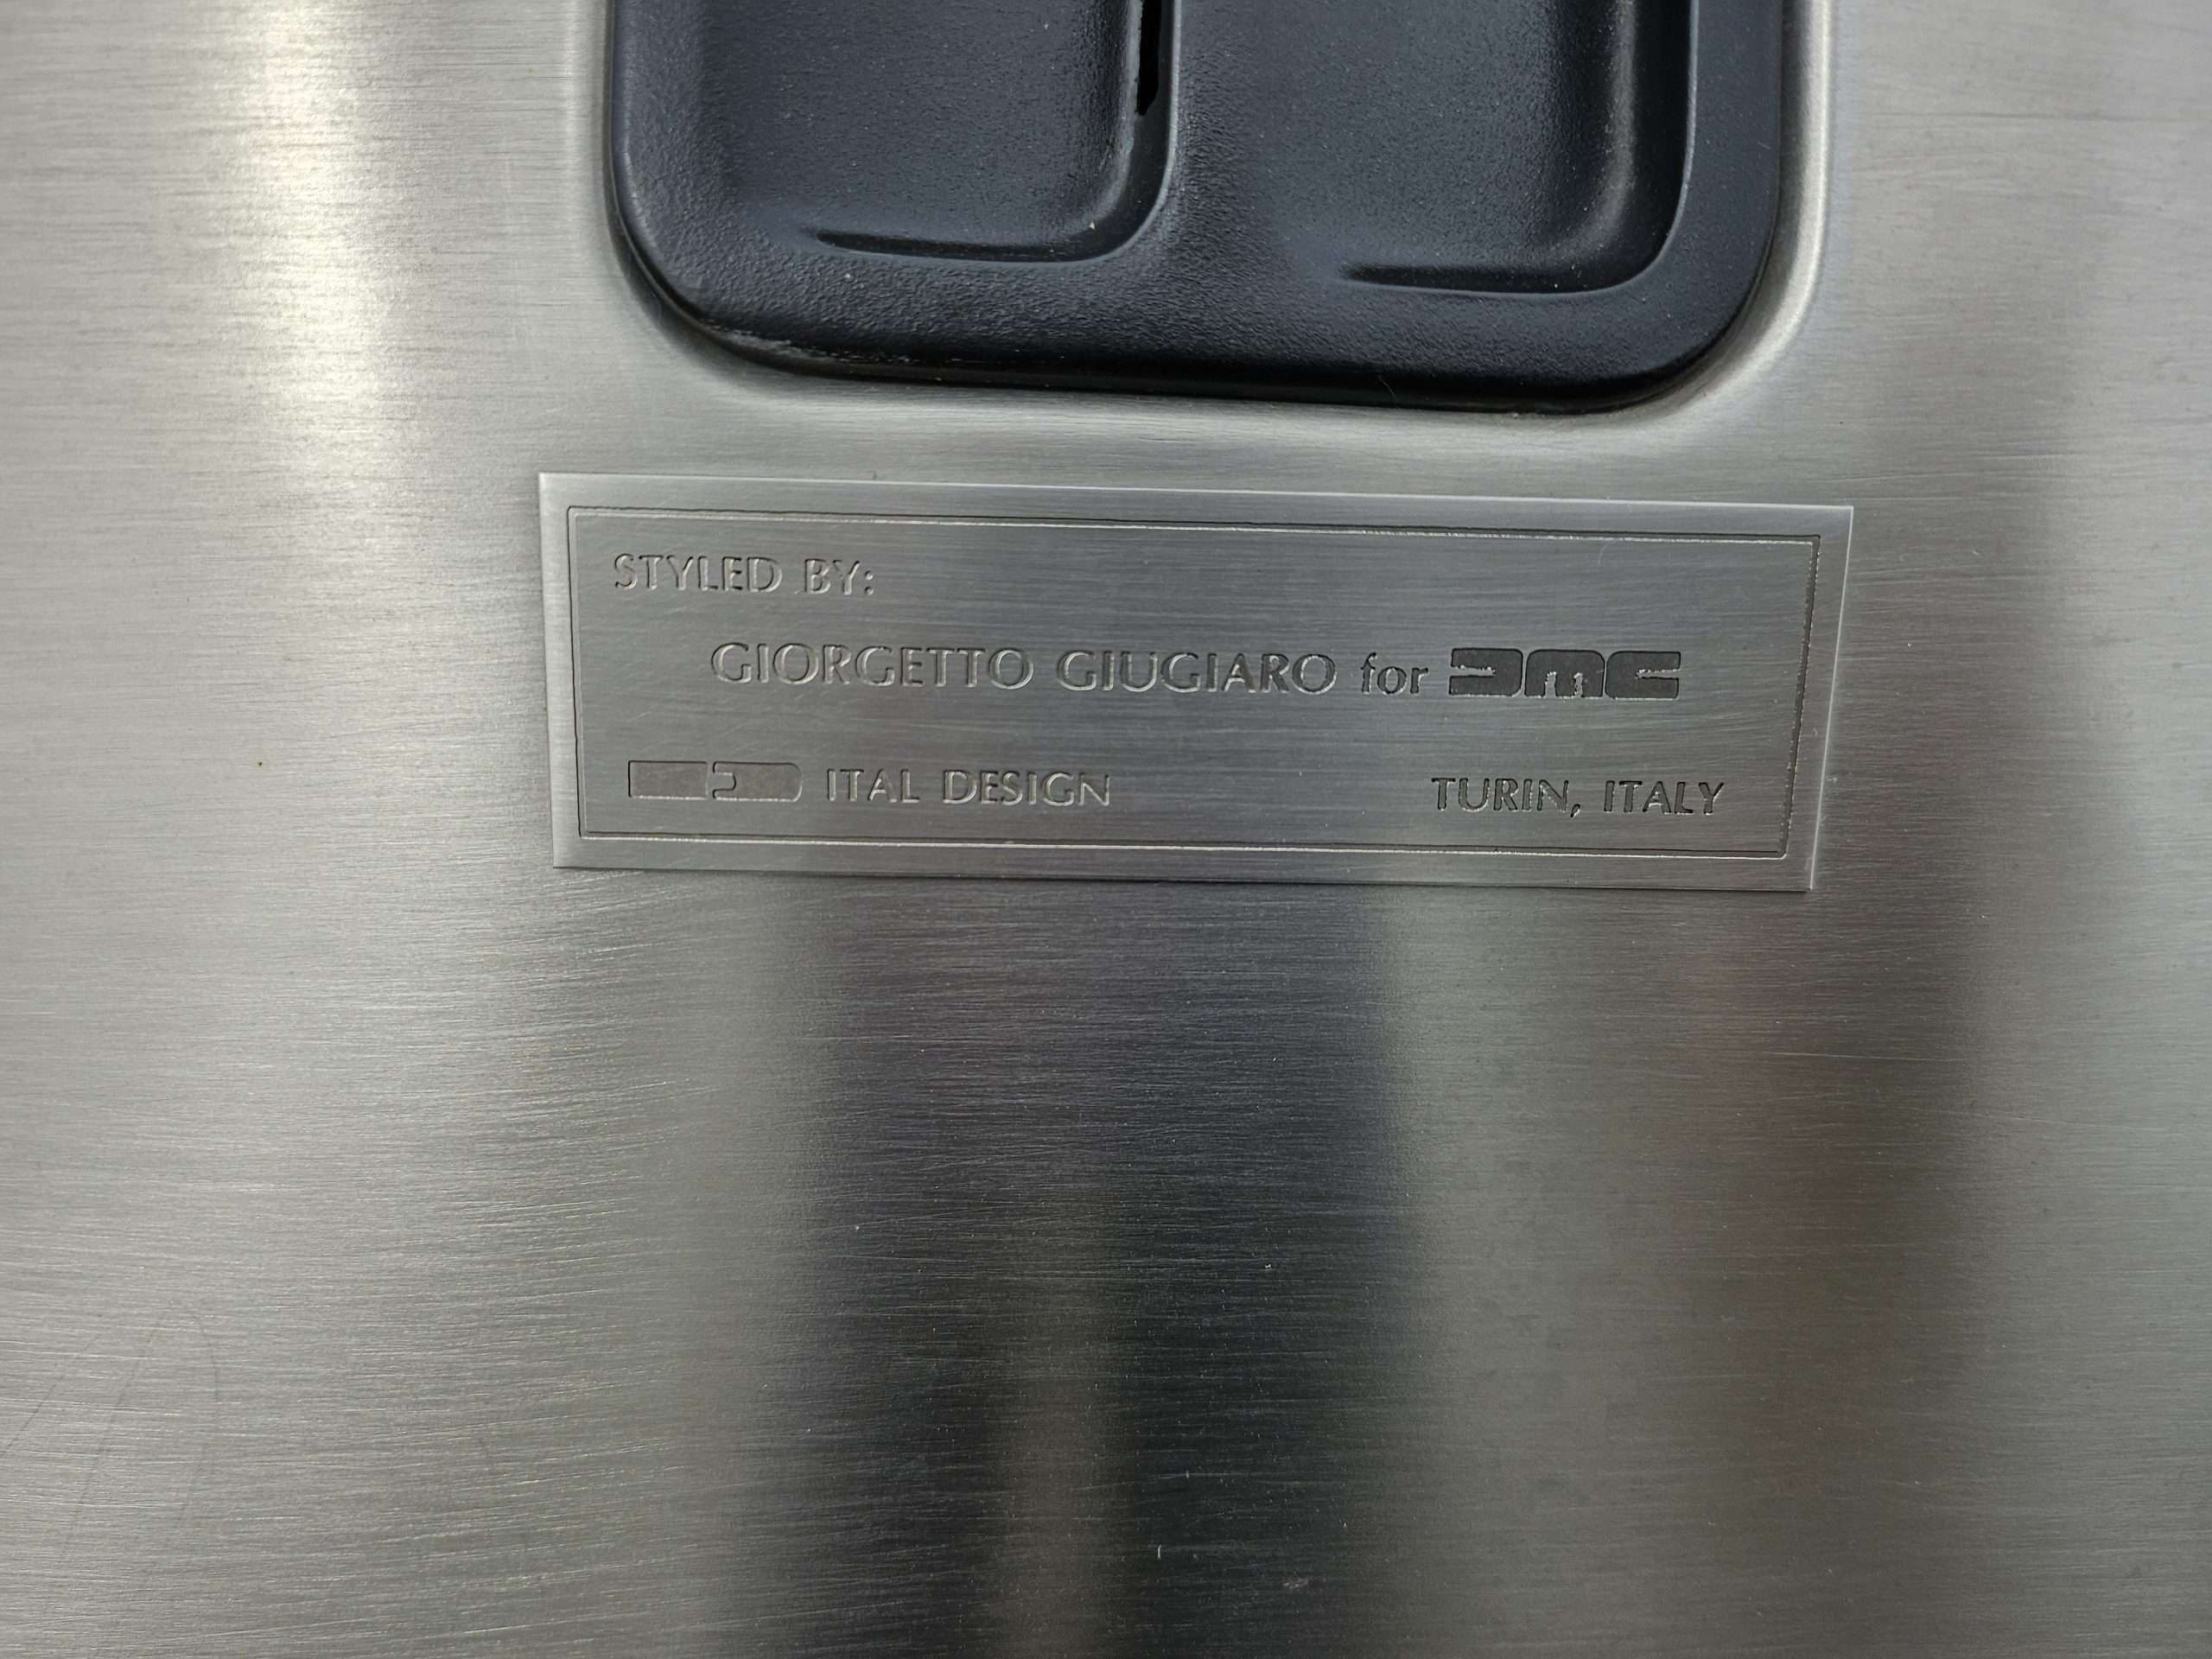 STYLED BY:
GIORGETTO GIUGIARO for DMC
ITAL DESIGN TURIN, ITALY